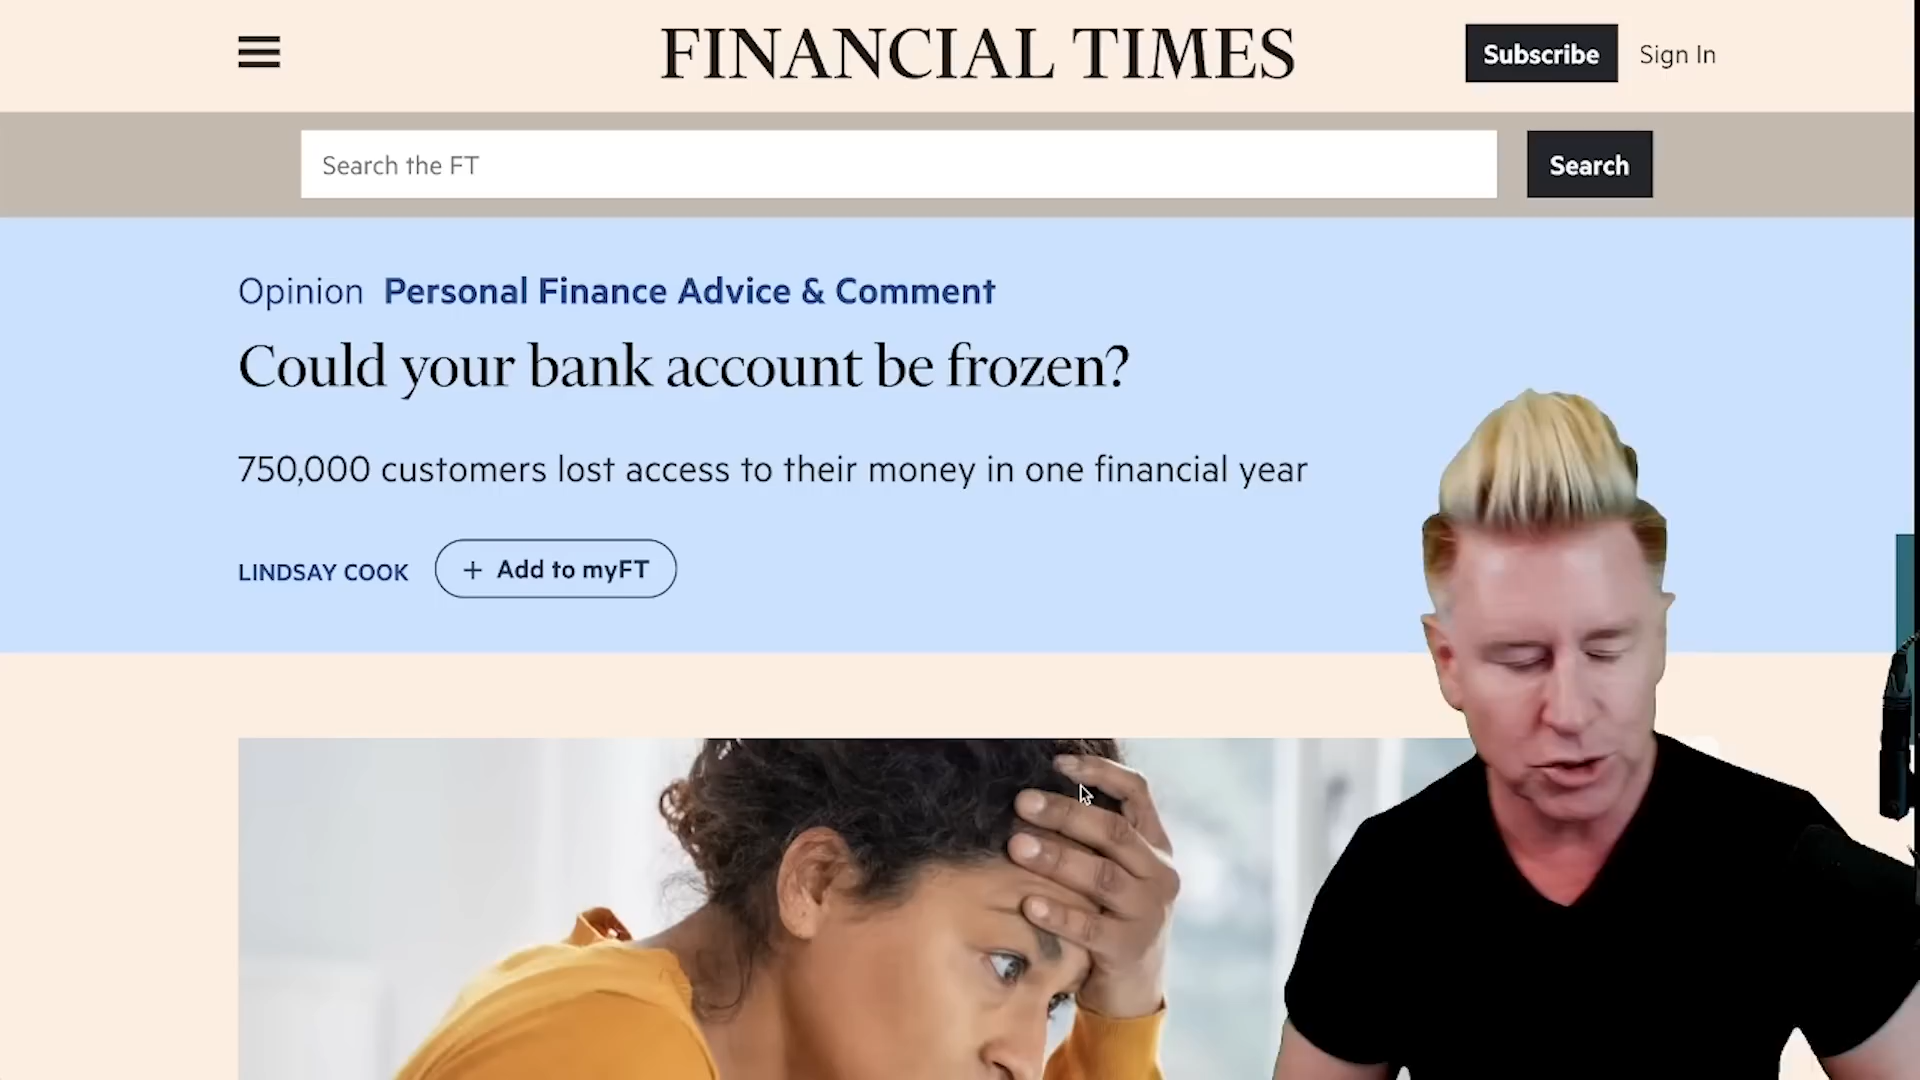 FINANCIAL TIMES
Subscribe
Sign In
Search the FT
Search
Opinion Personal Finance Advice & Comment
Could your bank account be frozen?
750,000 customers lost access to their money in one financial year
LINDSAY COOK
+ Add to myFT